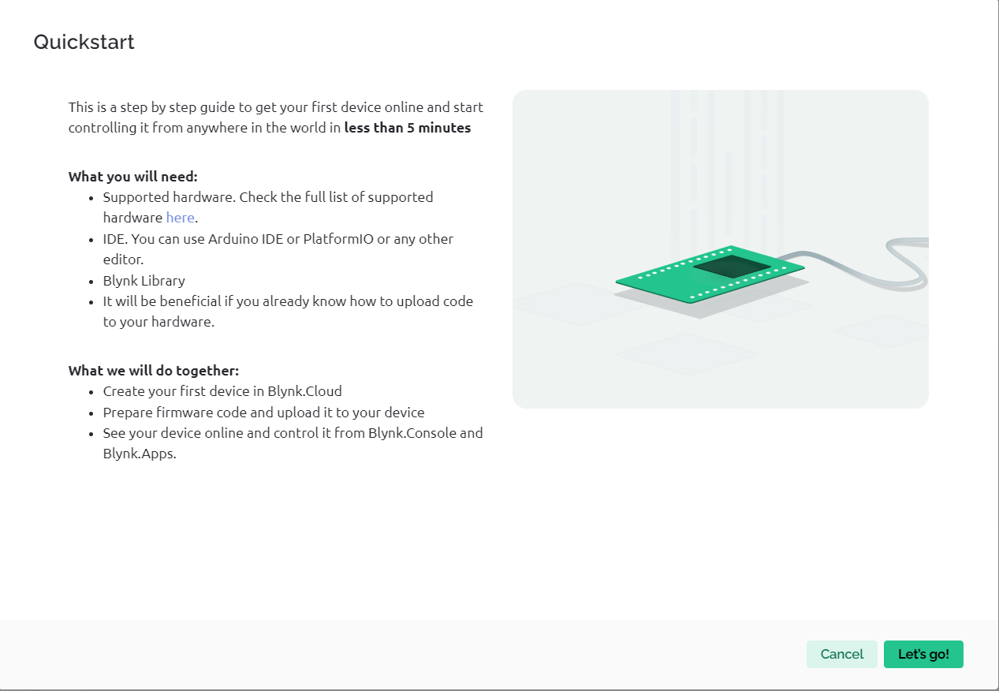 Quickstart
This is a step by step guide to get your first device online and start
controlling it from anywhere in the world in less than 5 minutes
What you will need:
• Supported hardware. Check the full list of supported
hardware here.
• IDE. You can use Arduino IDE or PlatformIO or any other
editor.
• Blynk Library
• It will be beneficial if you already know how to upload code
to your hardware.
What we will do together:
• Create your first device in Blynk.Cloud
• Prepare firmware code and upload it to your device
• See your device online and control it from Blynk.Console and
Blynk.Apps.
Cancel
Let's go!